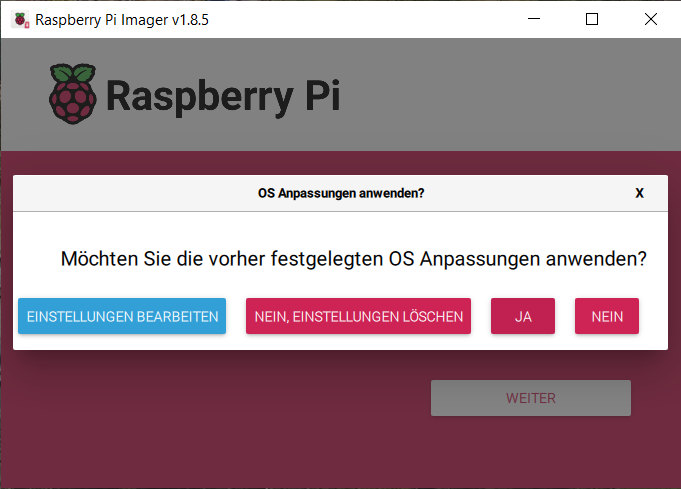 Raspberry Pi Imager v1.8.5
Raspberry Pi
OS Anpassungen anwenden?
X
Möchten Sie die vorher festgelegten OS Anpassungen anwenden?
EINSTELLUNGEN BEARBEITEN
NEIN, EINSTELLUNGEN LÖSCHEN
JA
NEIN
WEITER